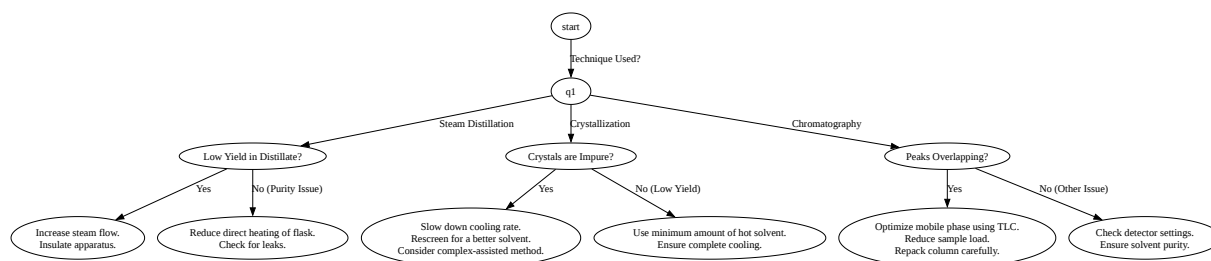 start
Technique Used?
q1
Steam Distillation
Crystallization
Chromatography
Low Yield in Distillate?
Crystals are Impure?
Peaks Overlapping?
Yes
No (Purity Issue)
Yes
No (Low Yield)
Yes
No (Other Issue)
Increase steam flow.
Insulate apparatus.
Reduce direct heating of flask.
Check for leaks.
Slow down cooling rate.
Rescreen for a better solvent.
Consider complex-assisted method.
Use minimum amount of hot solvent.
Ensure complete cooling.
Optimize mobile phase using TLC.
Reduce sample load.
Repack column carefully.
Check detector settings.
Ensure solvent purity.